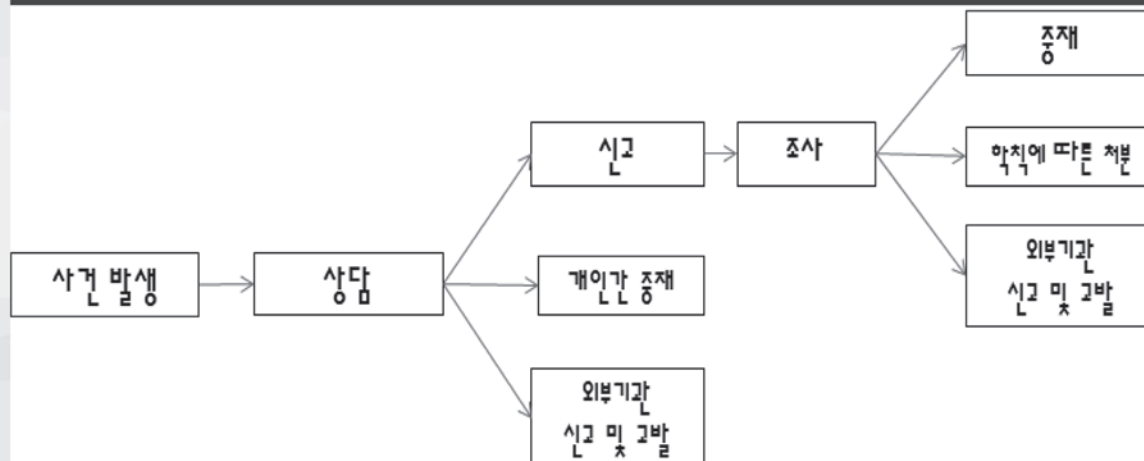 사건 발생
상담
신고
개인간 중재
외부기관
신고 및 고발
조사
중재
학칙에 따른 처분
외부기관
신고 및 고발